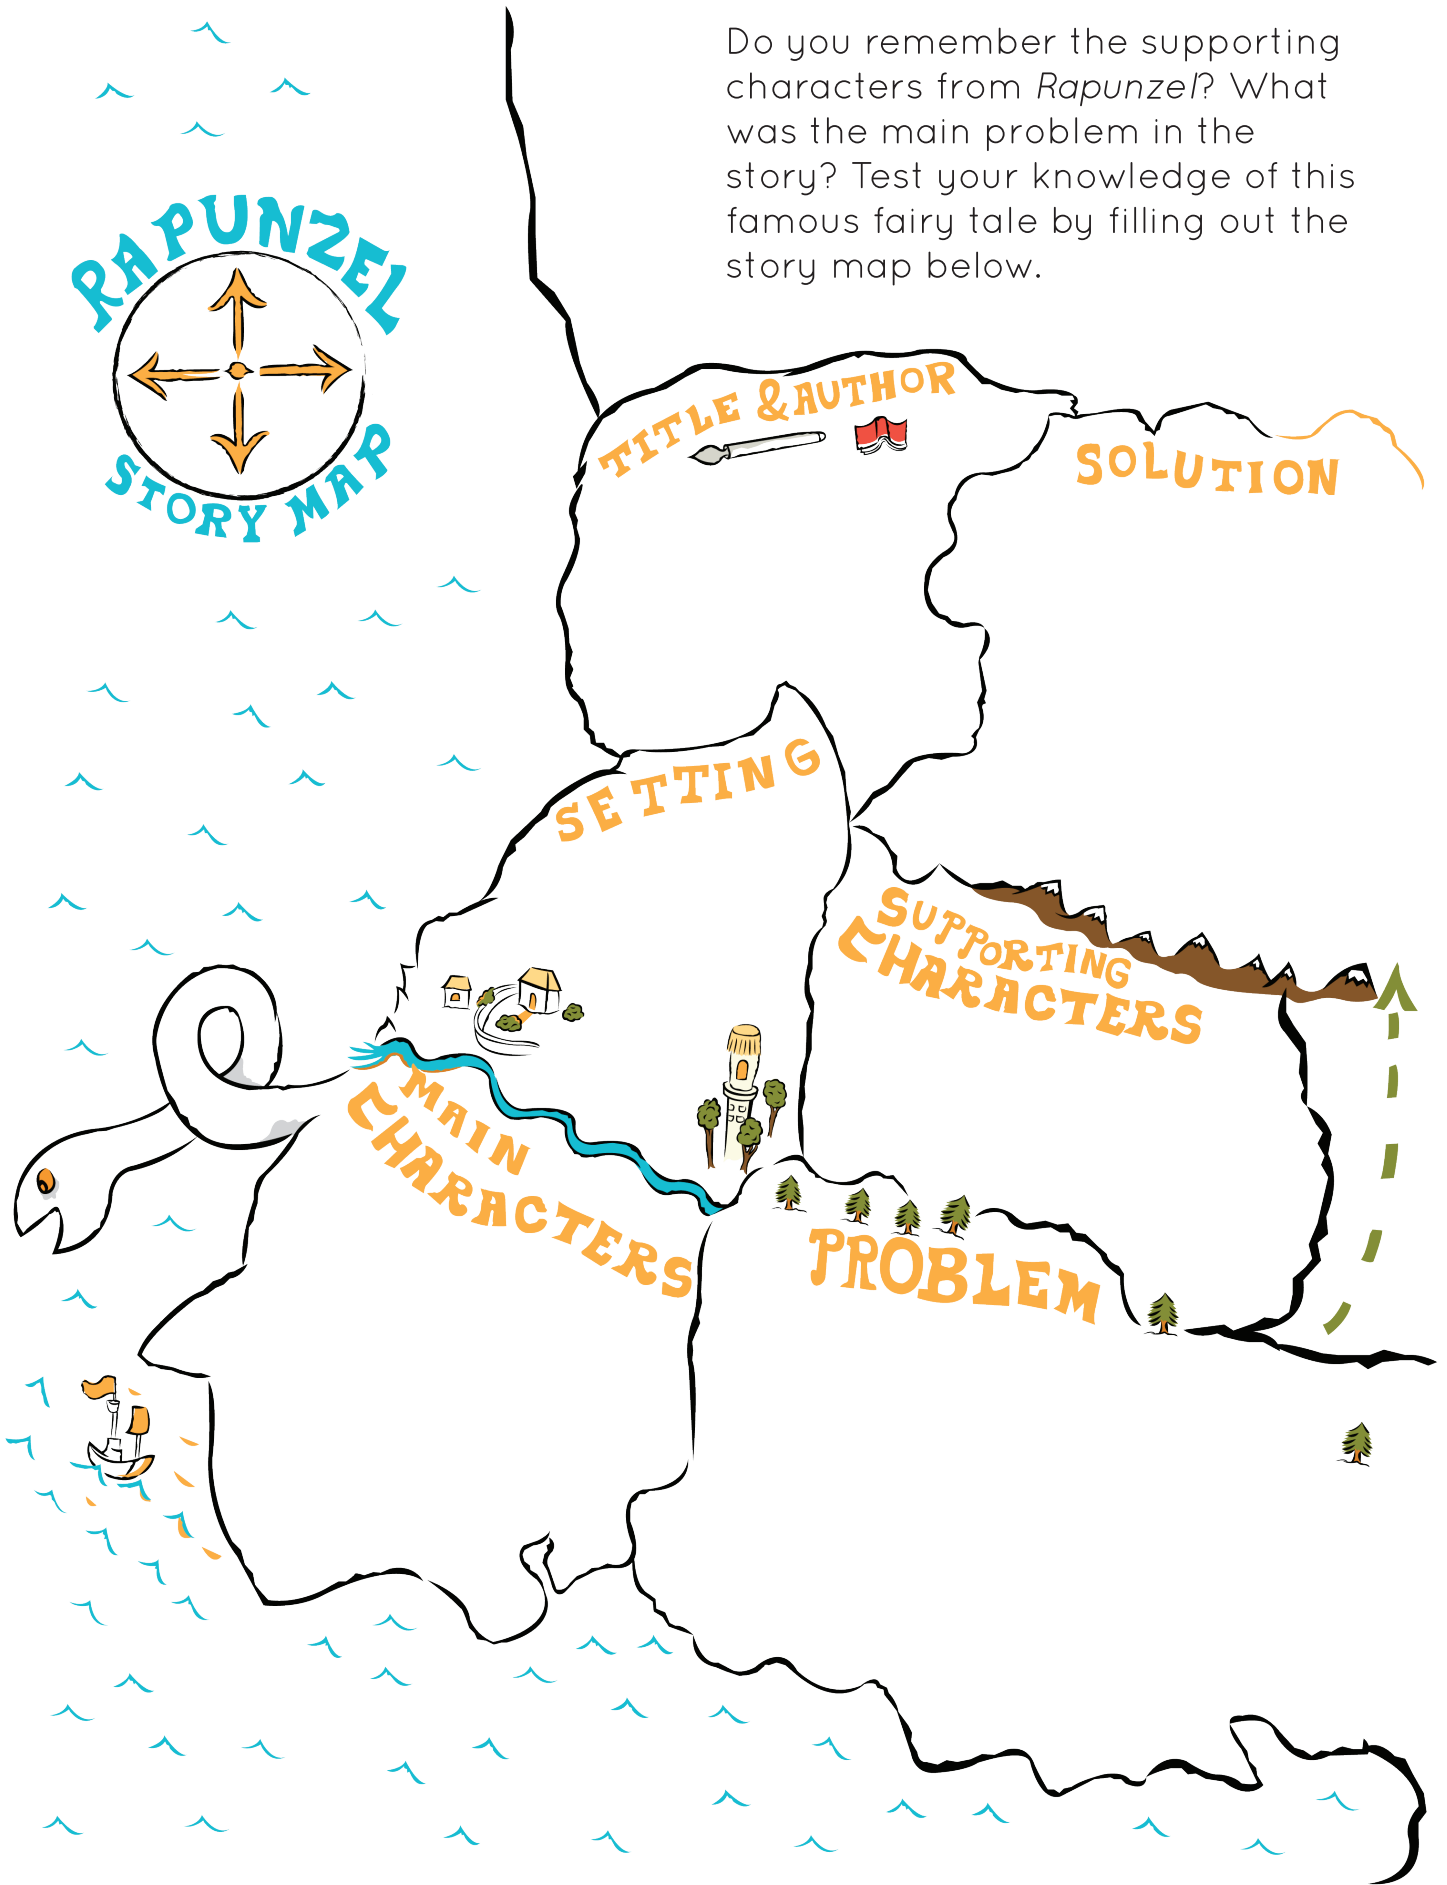 Do you remember the supporting
characters from Rapunzel? What
was the main problem in the
story? Test your knowledge of this
famous fairy tale by filling out the
story map below.
RAPUNZEL
STORY MAP
TITLE & AUTHOR
SOLUTION
SETTING
SUPPORTING
CHARACTERS
MAIN
CHARACTERS
PROBLEM